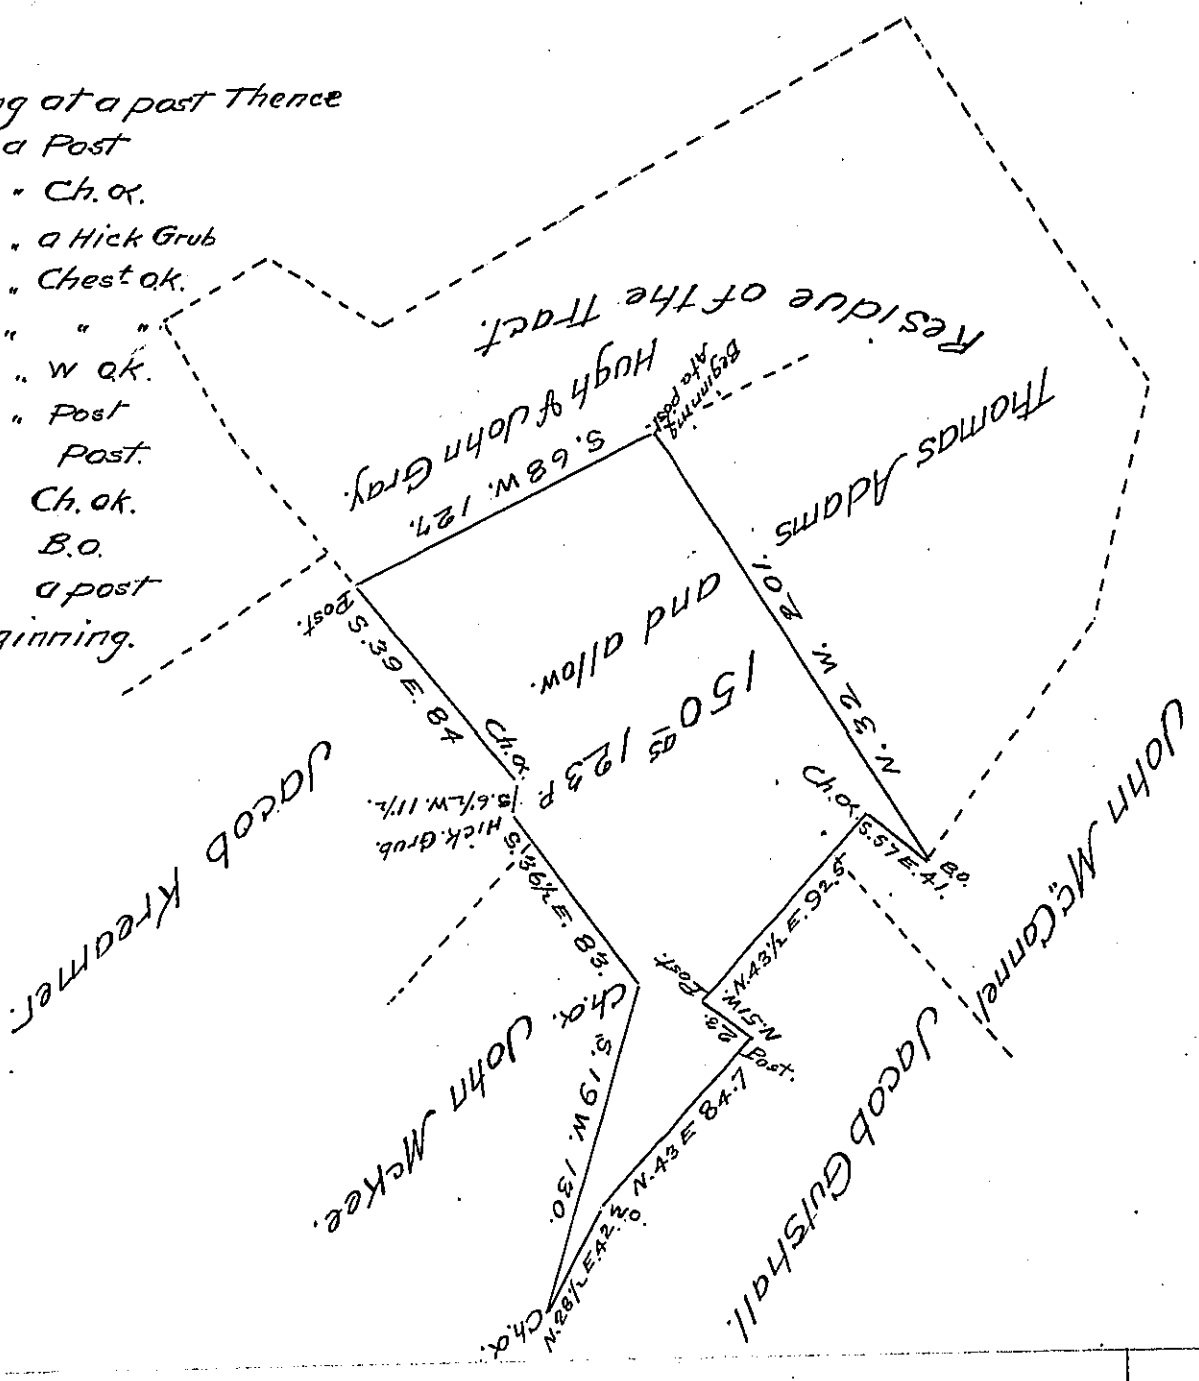 ng at a post Thence
a Post
" Ch. ok.
" a Hick Grub
" Chest. ok.
" " "
" W ok.
" Post
Post.
Ch. ok.
B.O.
a post
ginning.
Residue of the Tract.
Hugh & John Gray.
Beginning
At a post
S. 68 W. 127.
Thomas Adams
N. 32 W. 201.
150 as 123 P.
and allow.
Post.
S. 39 E. 84
Ch. ok.
S. 6 1/2 W. 11 1/2.
Hick. Grub.
S. 36 1/2 E. 83.
Ch. ok.
S. 19 W. 130.
Ch. ok.
N. 28 1/2 E. 42
W.O.
N. 43 E 84.7
Post.
N. 51 W.
23.
Post.
N. 43 1/2 E. 92.5
Ch. ok.
S. 57 E. 41.
B.O.
Jacob Kreamer.
John McKee.
Jacob Gutshall.
John McConnel